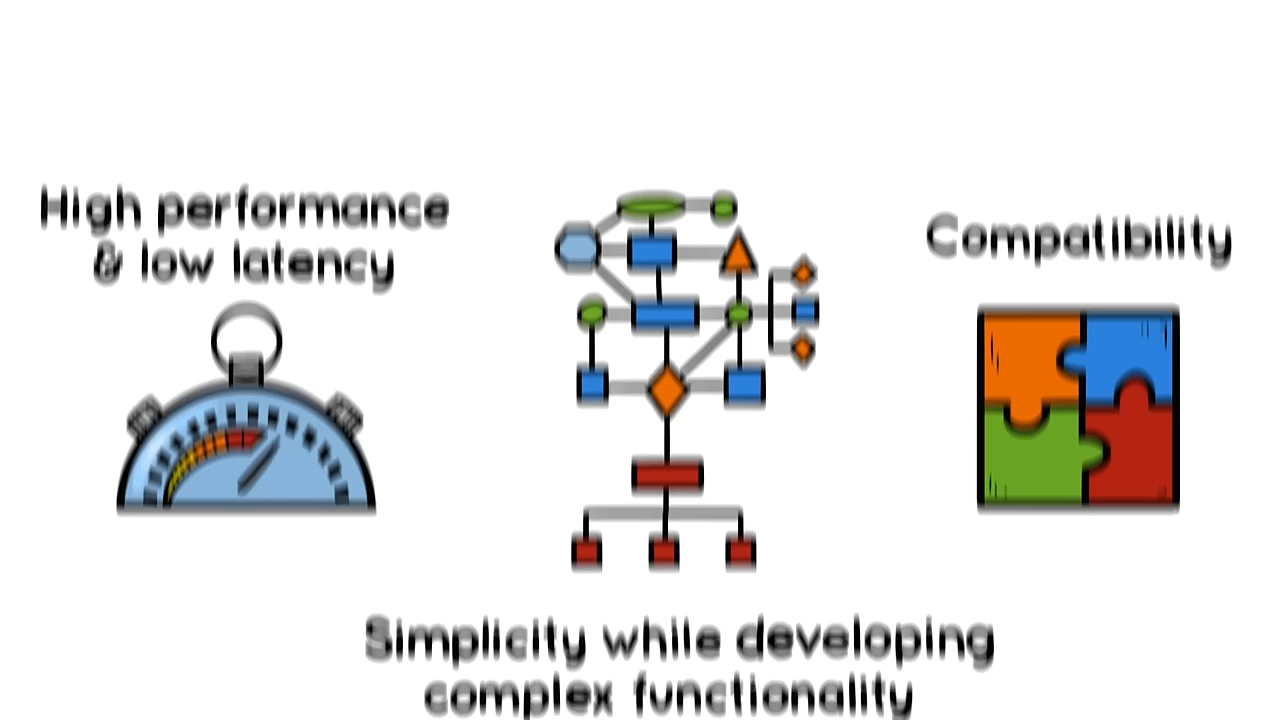 High performance
& low latency
Compatibility
Simplicity while developing
complex functionality